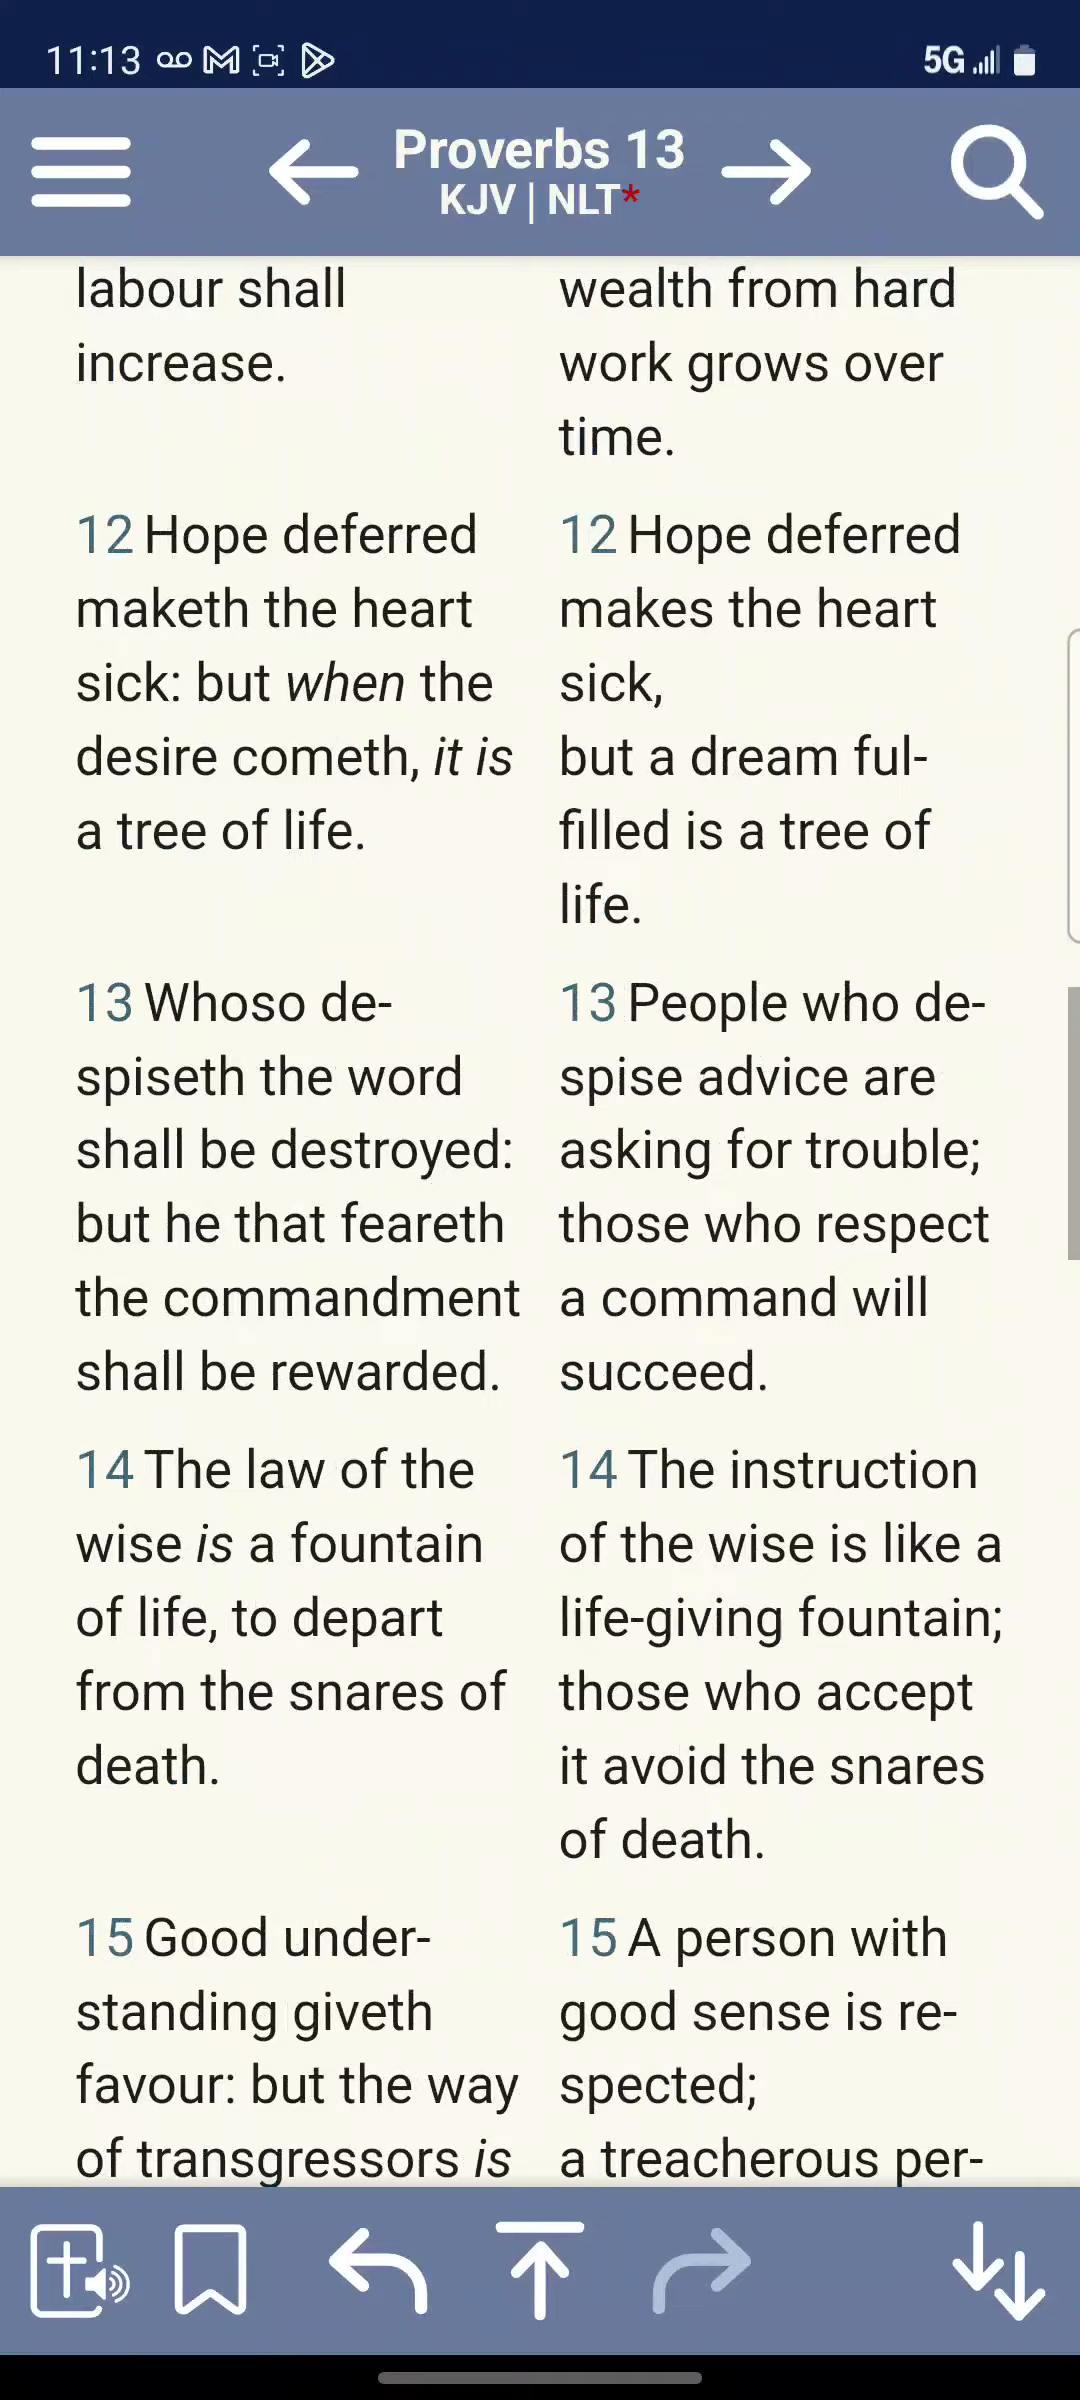 11:13
5G
Proverbs 13
KJV | NLT*
labour shall
increase.
12 Hope deferred
maketh the heart
sick: but when the
desire cometh, it is
a tree of life.
13 Whoso de-
spiseth the word
shall be destroyed:
but he that feareth
the commandment
shall be rewarded.
14 The law of the
wise is a fountain
of life, to depart
from the snares of
death.
15 Good under-
standing giveth
favour: but the way
of transgressors is
wealth from hard
work grows over
time.
12 Hope deferred
makes the heart
sick,
but a dream ful-
filled is a tree of
life.
13 People who de-
spise advice are
asking for trouble;
those who respect
a command will
succeed.
14 The instruction
of the wise is like a
life-giving fountain;
those who accept
it avoid the snares
of death.
15 A person with
good sense is re-
spected;
a treacherous per-